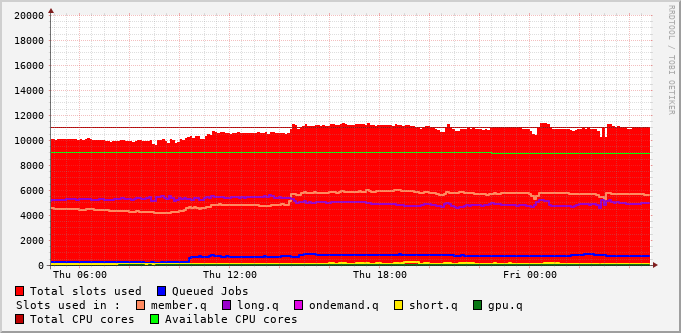 RRDTOOL / TOBI OETIKER
20000
18000
16000
14000
12000
10000
8000
6000
4000
2000
0
Thu 06:00 Thu 12:00 Thu 18:00 Fri 00:00
Total slots used Queued Jobs
Slots used in : member.q long.q ondemand.q short.q gpu.q
Total CPU cores Available CPU cores